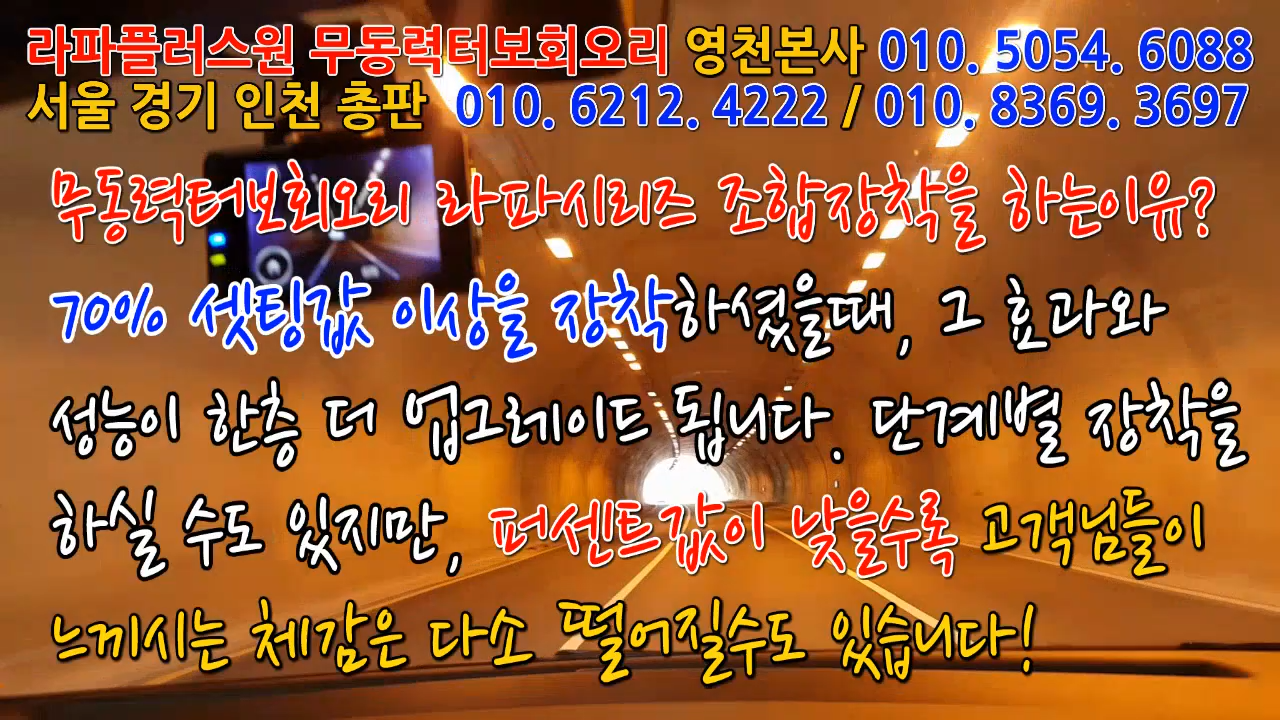 라파플러스원 무동력터보회오리 영천본사 010. 5054. 6088
서울 경기 인천 총판 010. 6212. 4222 / 010. 8369. 3697
무동력터보회오리 라파시리즈 조합장착을 하는이유?
70% 셋팅값 이상을 장착하셨을때, 그 효과와
성능이 한층 더 업그레이드 됩니다. 단계별 장착을
하실 수도 있지만, 퍼센트값이 낮을수록 고객님들이
느끼시는 체감은 다소 떨어질수도 있습니다!